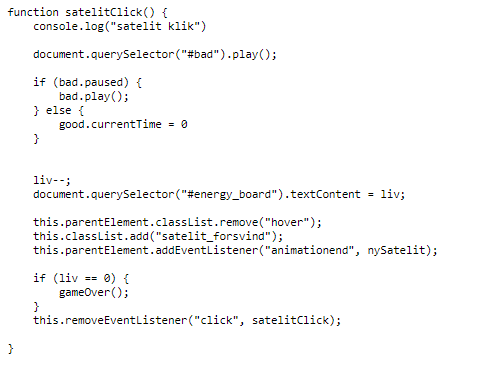 function satelitClick() {
console.log("satelit klik")
document.querySelector("#bad").play();
if (bad.paused) {
bad.play();
} else {
good.currentTime = 0
}
liv--;
document.querySelector("#energy_board").textContent = liv;
this.parentElement.classList.remove("hover");
this.classList.add("satelit_forsvind");
this.parentElement.addEventListener("animationend", nySatelit);
if (liv == 0) {
gameOver();
}
this.removeEventListener("click", satelitClick);
}